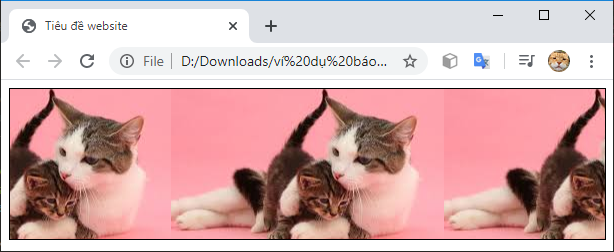 Tiêu đề website
File
D:/Downloads/ví%20dụ%20báo...